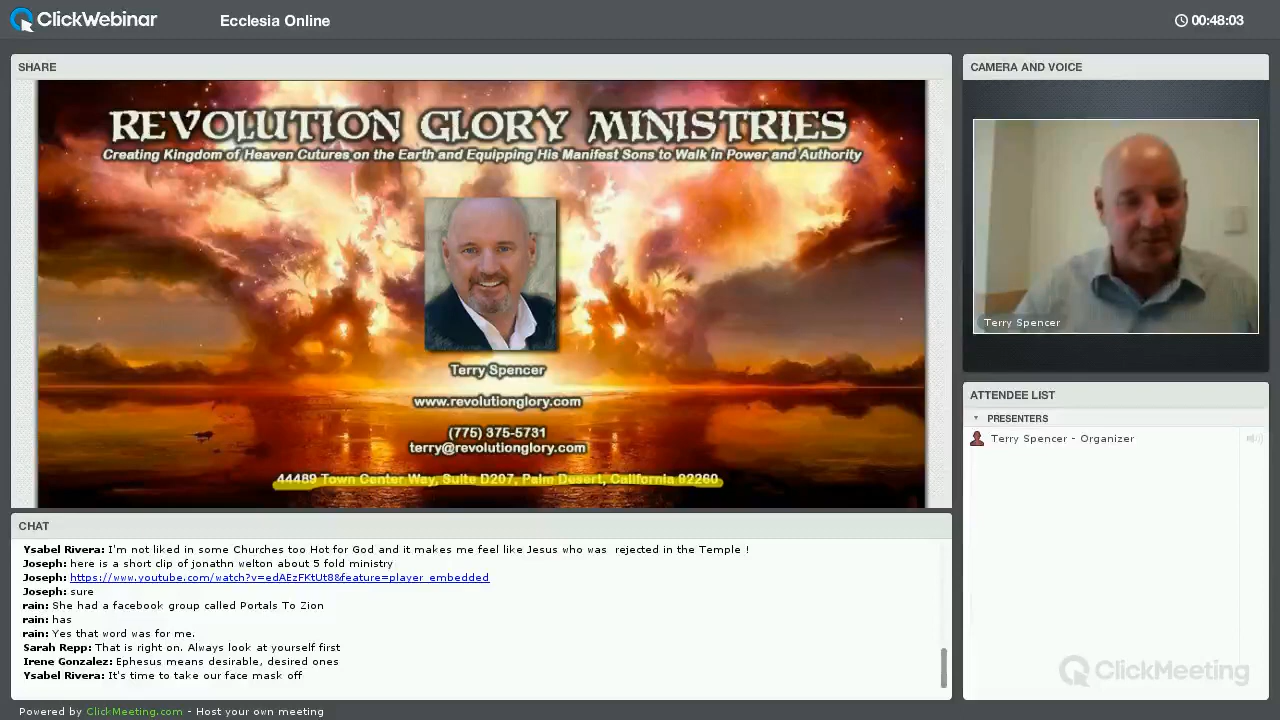 ClickWebinar
Ecclesia Online
00:48:03
SHARE
REVOLUTION GLORY MINISTRIES
Creating Kingdom of Heaven Cutures on the Earth and Equipping His Manifest Sons to Walk in Power and Authority
Terry Spencer
www.revolutionglory.com
(775) 375-5731
terry@revolutionglory.com
44489 Town Center Way, Suite D207, Palm Desert, California 92260
CAMERA AND VOICE
Terry Spencer
ATTENDEE LIST
PRESENTERS
Terry Spencer - Organizer
CHAT
Ysabel Rivera: I'm not liked in some Churches too Hot for God and it makes me feel like Jesus who was rejected in the Temple !
Joseph: here is a short clip of jonathn welton about 5 fold ministry
Joseph: https://www.youtube.com/watch?v=edAEzFKtUt8&feature=player_embedded
Joseph: sure
rain: She had a facebook group called Portals To Zion
rain: has
rain: Yes that word was for me.
Sarah Repp: That is right on. Always look at yourself first
Irene Gonzalez: Ephesus means desirable, desired ones
Ysabel Rivera: It's time to take our face mask off
ClickMeeting
Powered by ClickMeeting.com - Host your own meeting